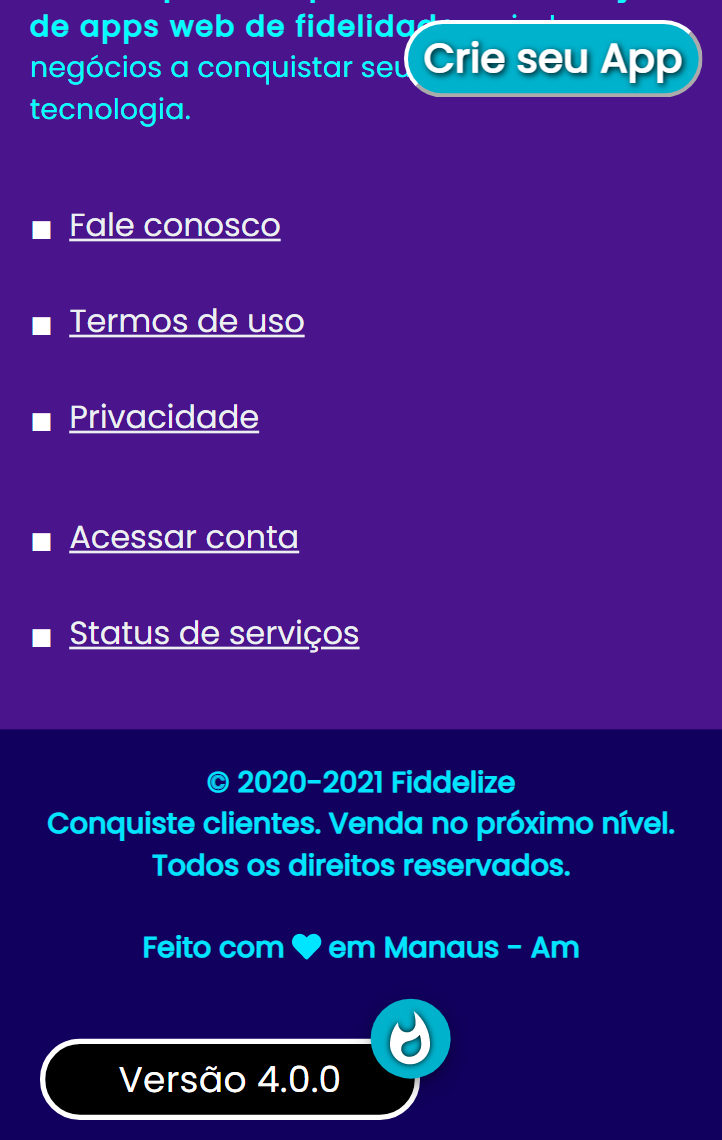 de apps web de fidelidad
negócios a conquistar seu
Crie seu App
tecnologia.
Fale conosco
Termos de uso
Privacidade
Acessar conta
Status de serviços
© 2020-2021 Fiddelize
Conquiste clientes. Venda no próximo nível.
Todos os direitos reservados.
Feito com ♥ em Manaus - Am
Versão 4.0.0